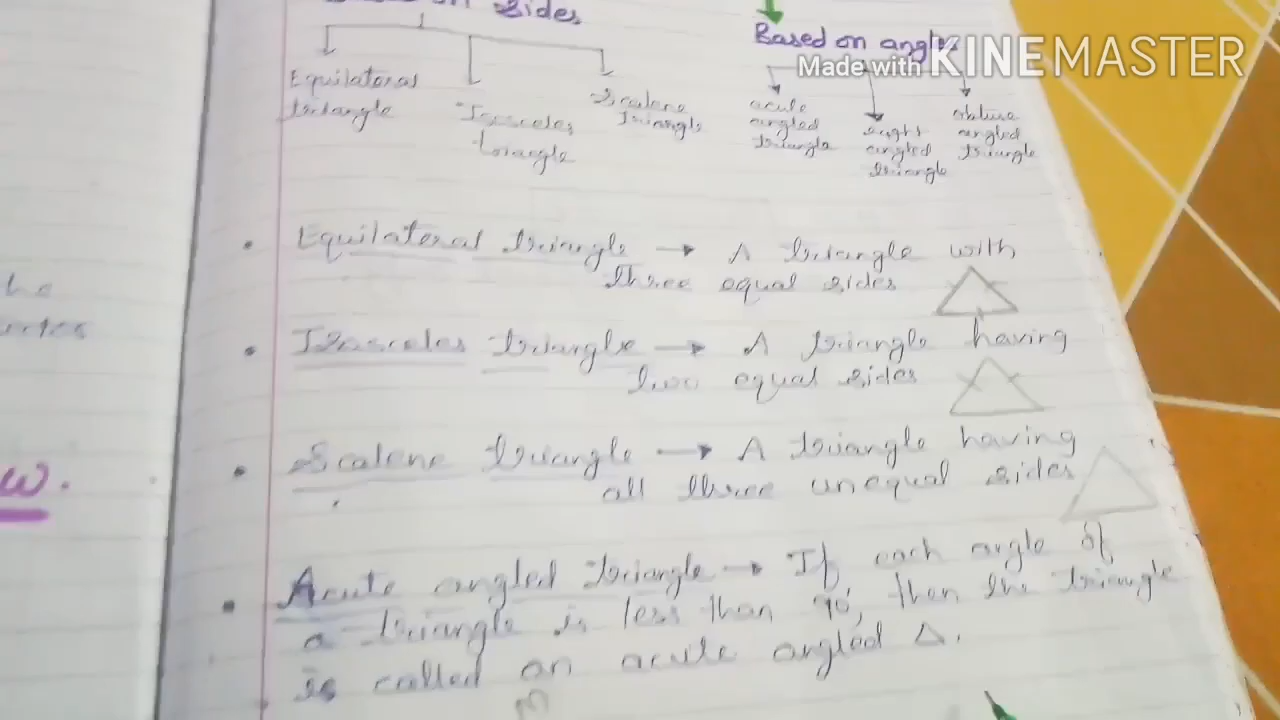 on sides
Based on angles
Made with KINEMASTER
Equilateral
triangle
Isosceles
triangle
Scalene
Triangle
acute
angled
triangle
right
angled
triangle
obtuse
angled
triangle
• Equilateral triangle → A triangle with
three equal sides
• Isosceles triangle → A triangle having
two equal sides
• Scalene triangle → A triangle having
all three unequal sides
• Acute angled triangle → If each angle of
a triangle is less than 90°, then the triangle
is called an acute angled Δ.
he
W.